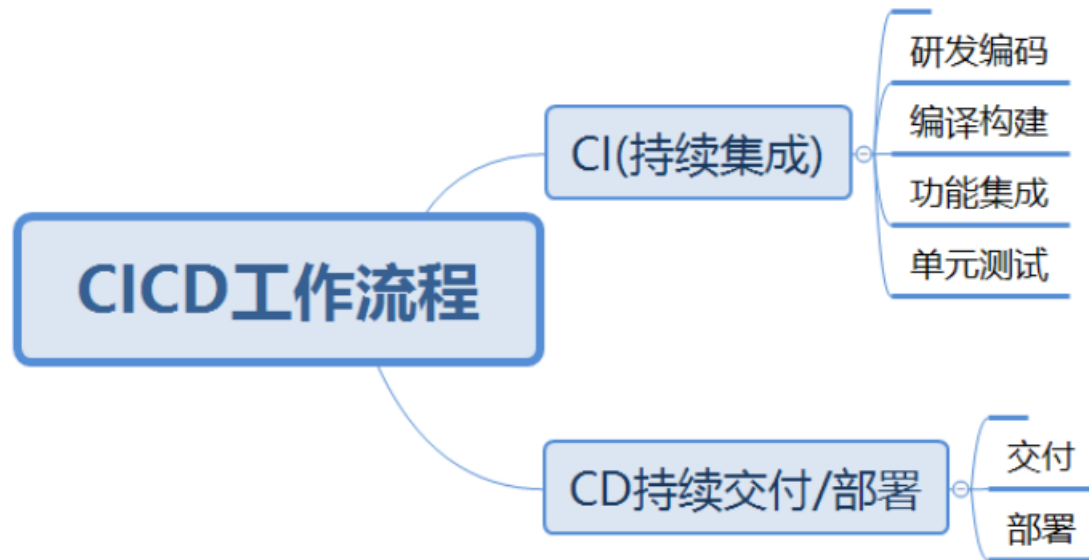 CICD工作流程
CI(持续集成)
研发编码
编译构建
功能集成
单元测试
CD持续交付/部署
交付
部署